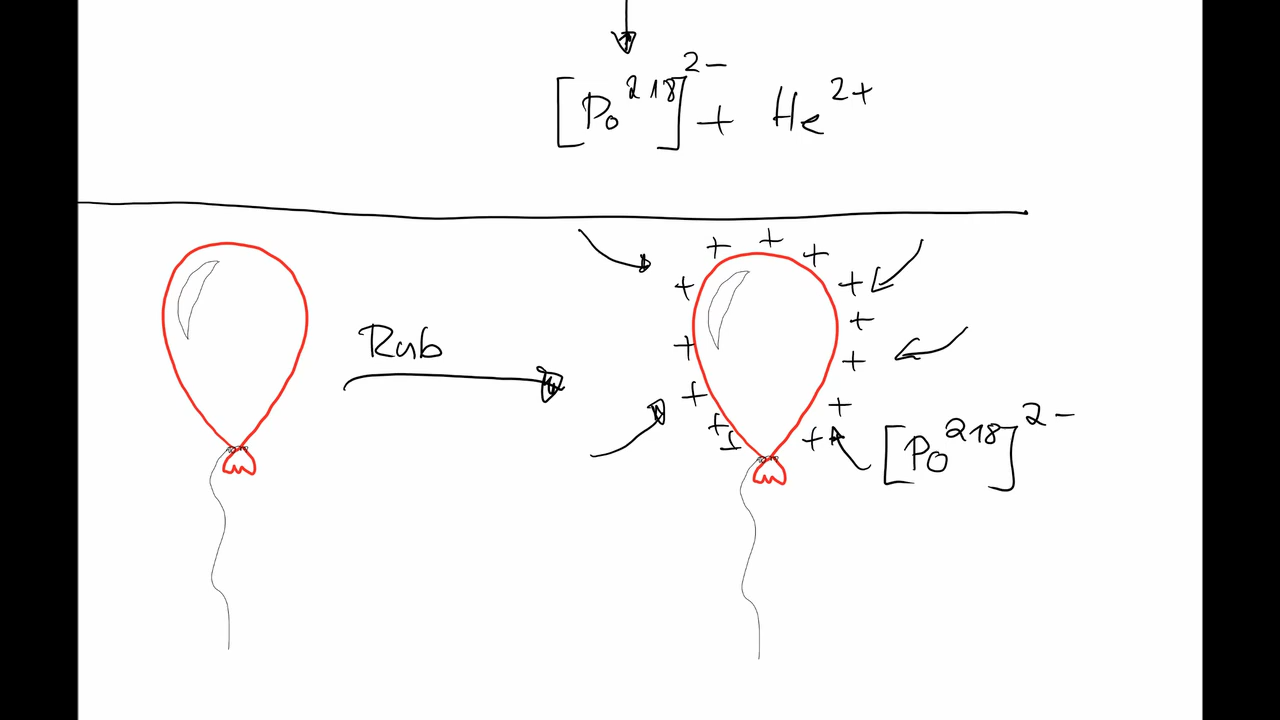 [Po²¹⁸]²⁻ + He²⁺
+ + +
+ +
Rub
+ +
+ +
+ +
+ +
[Po²¹⁸]²⁻